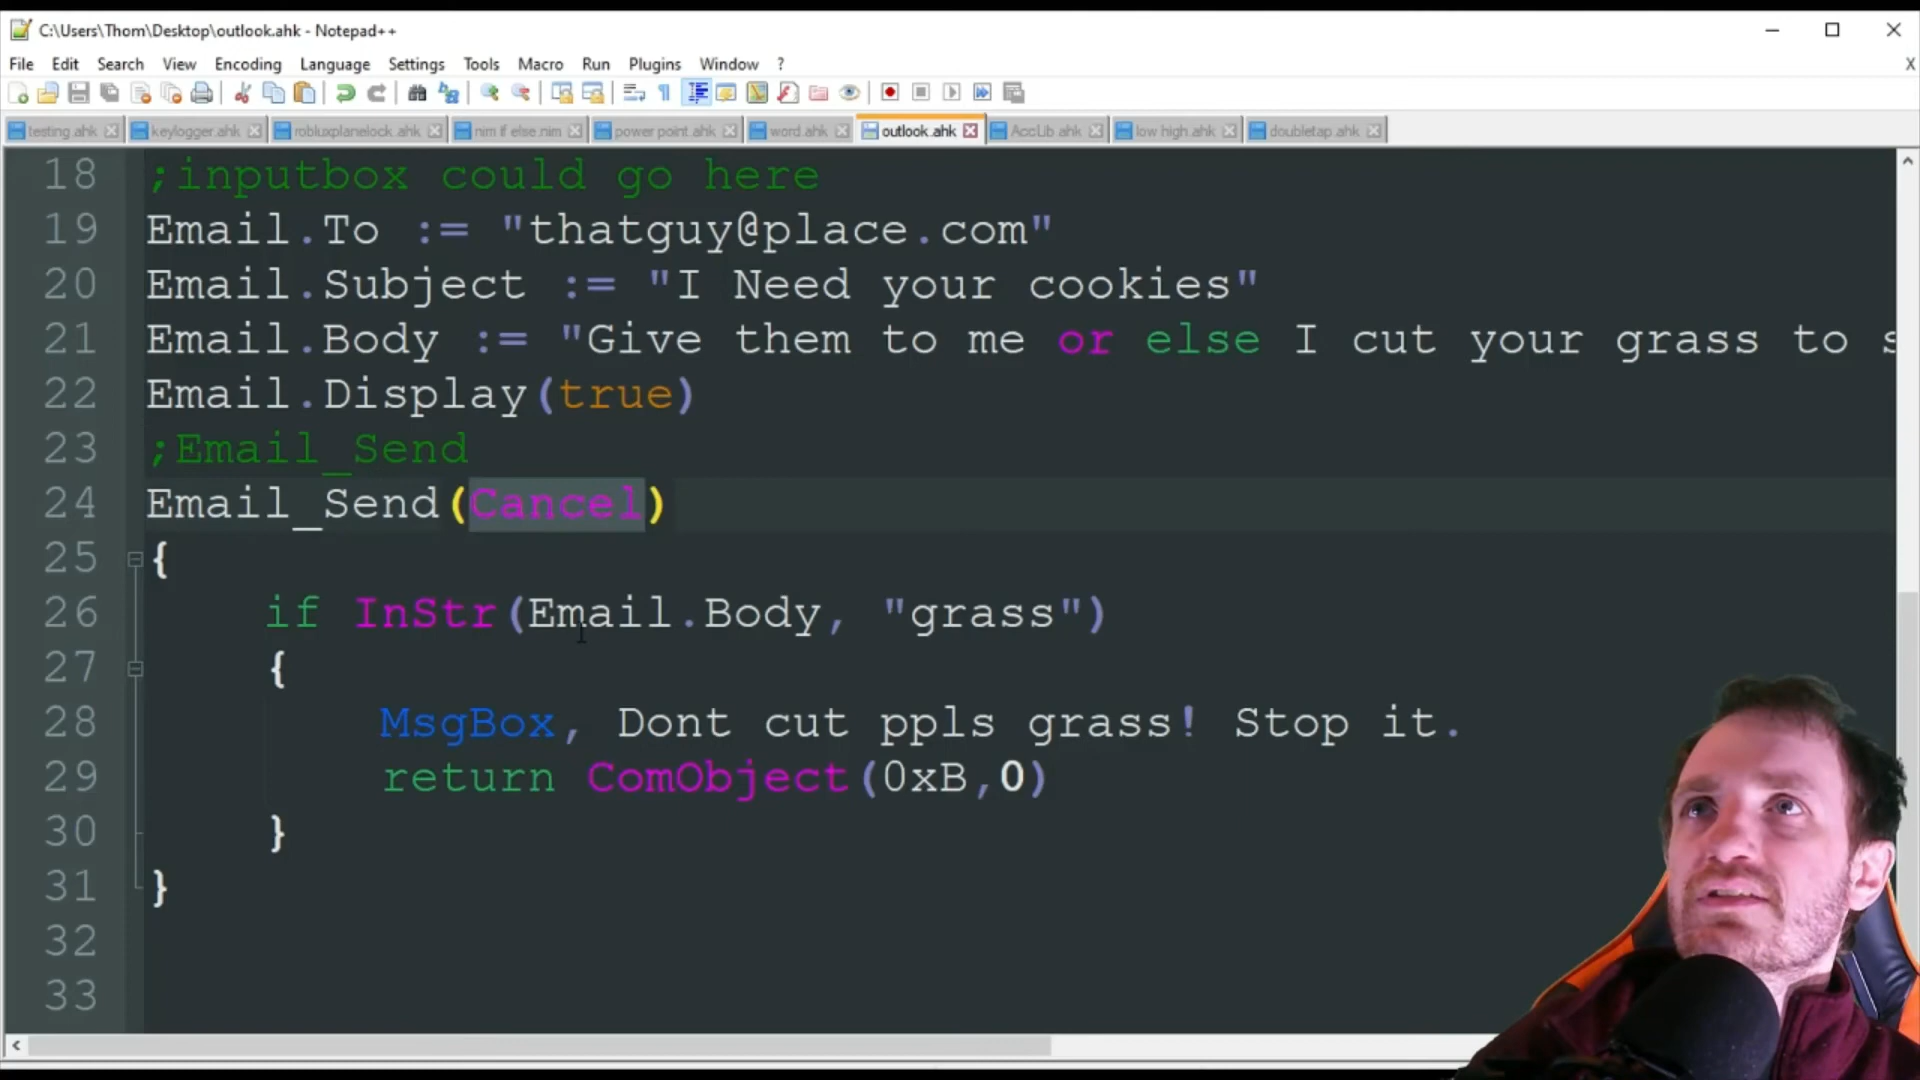 C:\Users\Thom\Desktop\outlook.ahk - Notepad++
File Edit Search View Encoding Language Settings Tools Macro Run Plugins Window ? X
testing.ahk keylogger.ahk robluxplanelock.ahk nim if else.nim power point.ahk word.ahk outlook.ahk AccLib.ahk low high.ahk doubletap.ahk
18 ;inputbox could go here
19 Email.To := "thatguy@place.com"
20 Email.Subject := "I Need your cookies"
21 Email.Body := "Give them to me or else I cut your grass to s
22 Email.Display(true)
23 ;Email_Send
24 Email_Send(Cancel)
25 {
26 if InStr(Email.Body, "grass")
27 {
28 MsgBox, Dont cut ppls grass! Stop it.
29 return ComObject(0xB,0)
30 }
31 }
32
33